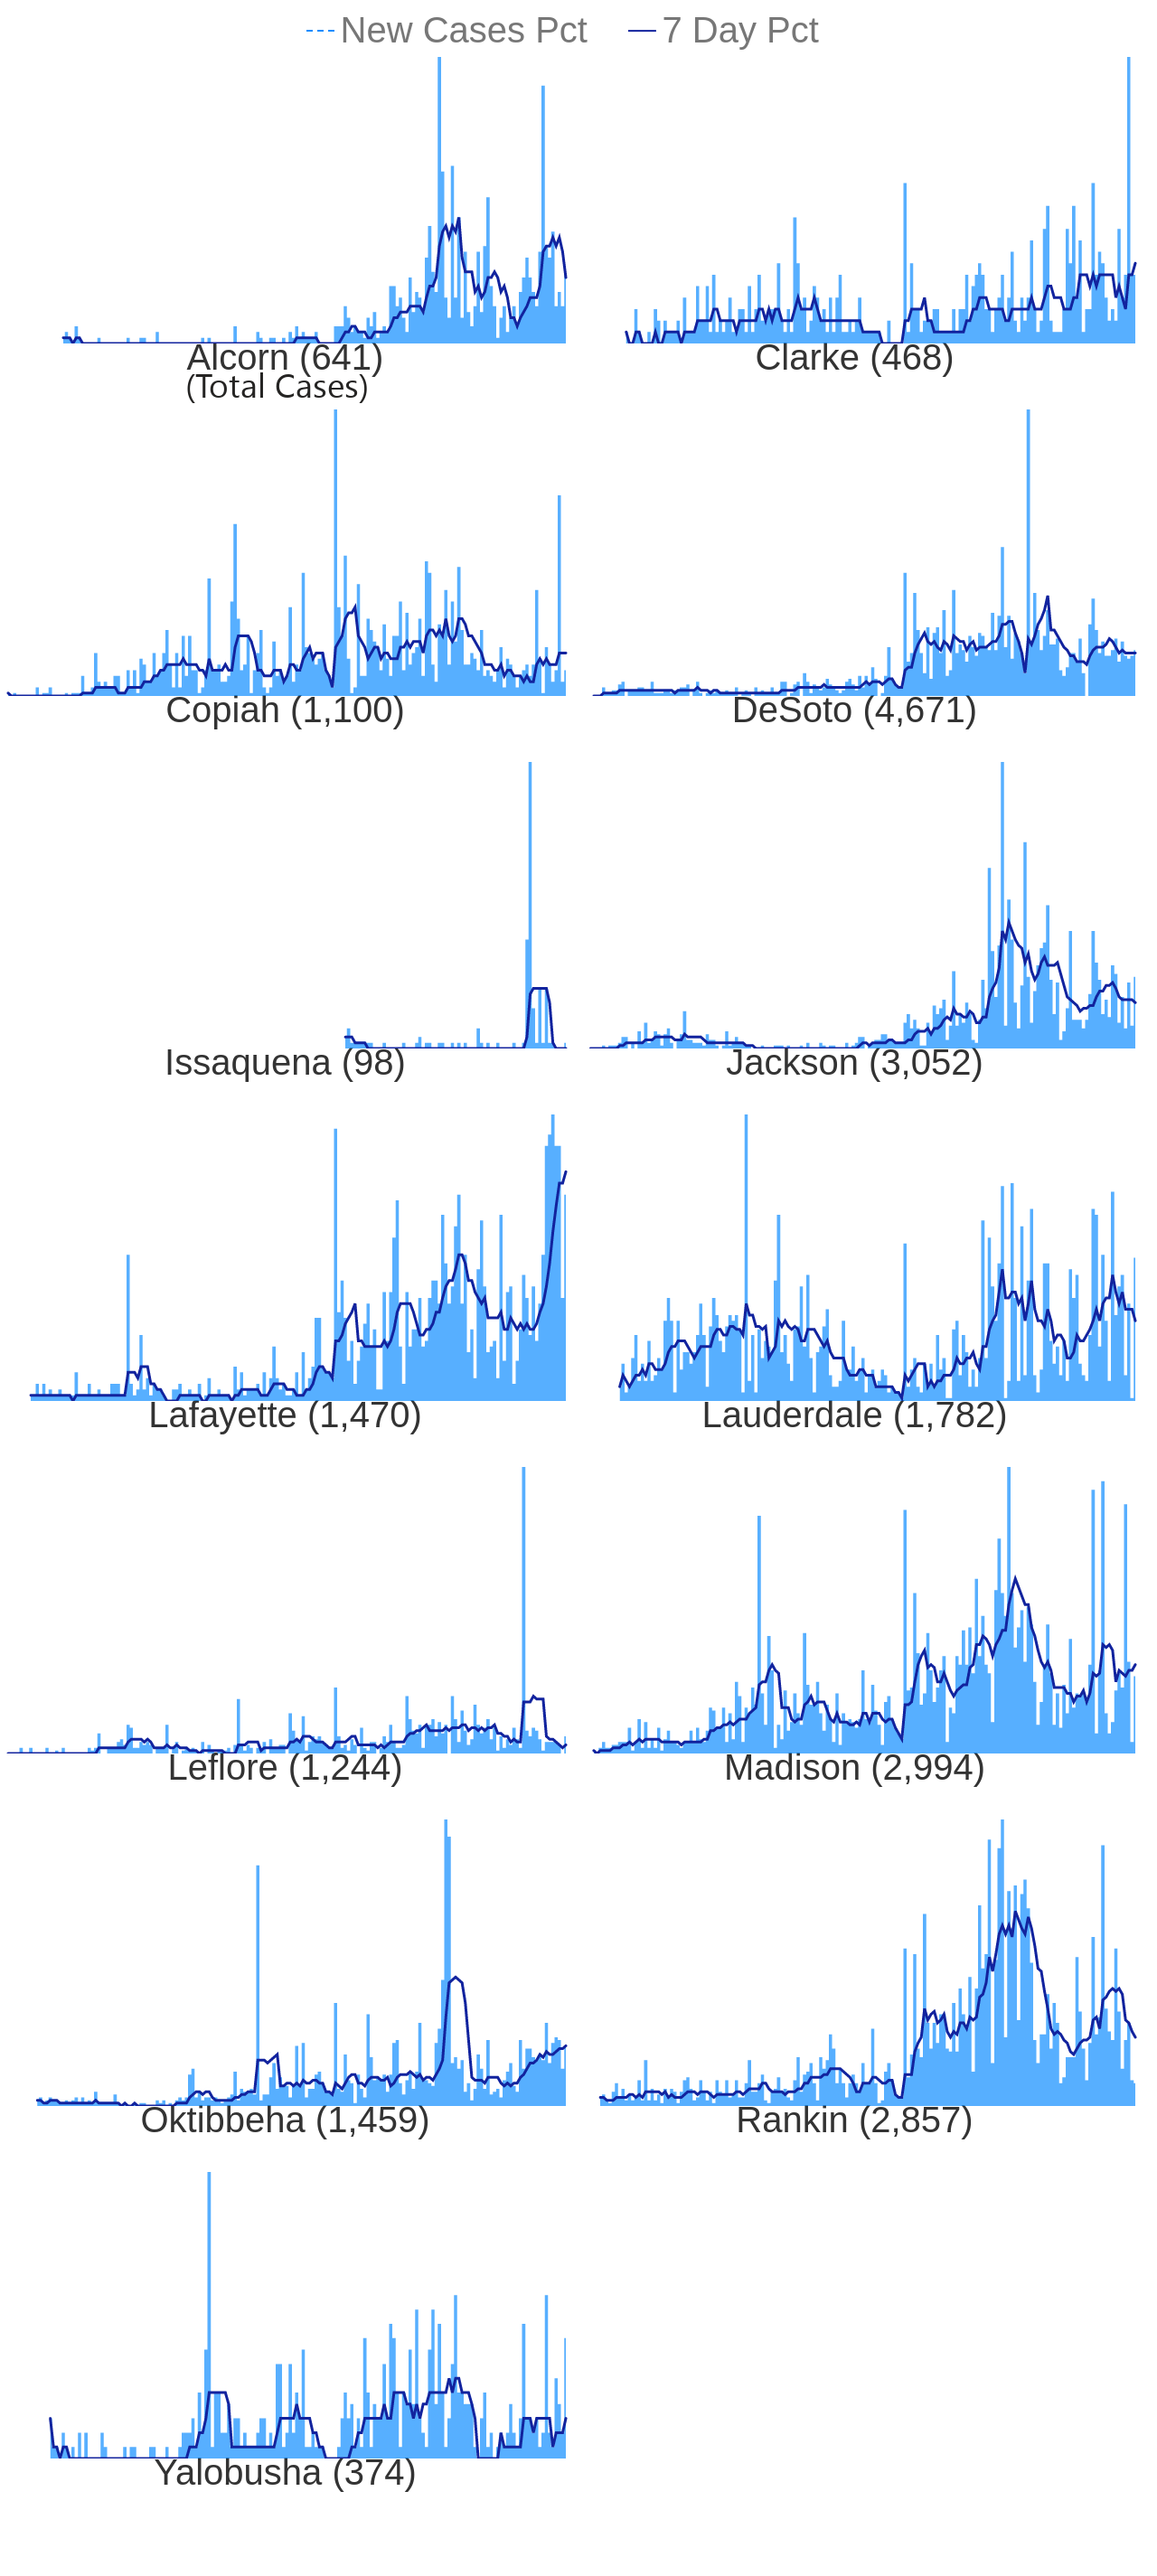 New Cases Pct 7 Day Pct
Alcorn (641) Clarke (468)
(Total Cases)
Copiah (1,100) DeSoto (4,671)
Issaquena (98) Jackson (3,052)
Lafayette (1,470) Lauderdale (1,782)
Leflore (1,244) Madison (2,994)
Oktibbeha (1,459) Rankin (2,857)
Yalobusha (374)